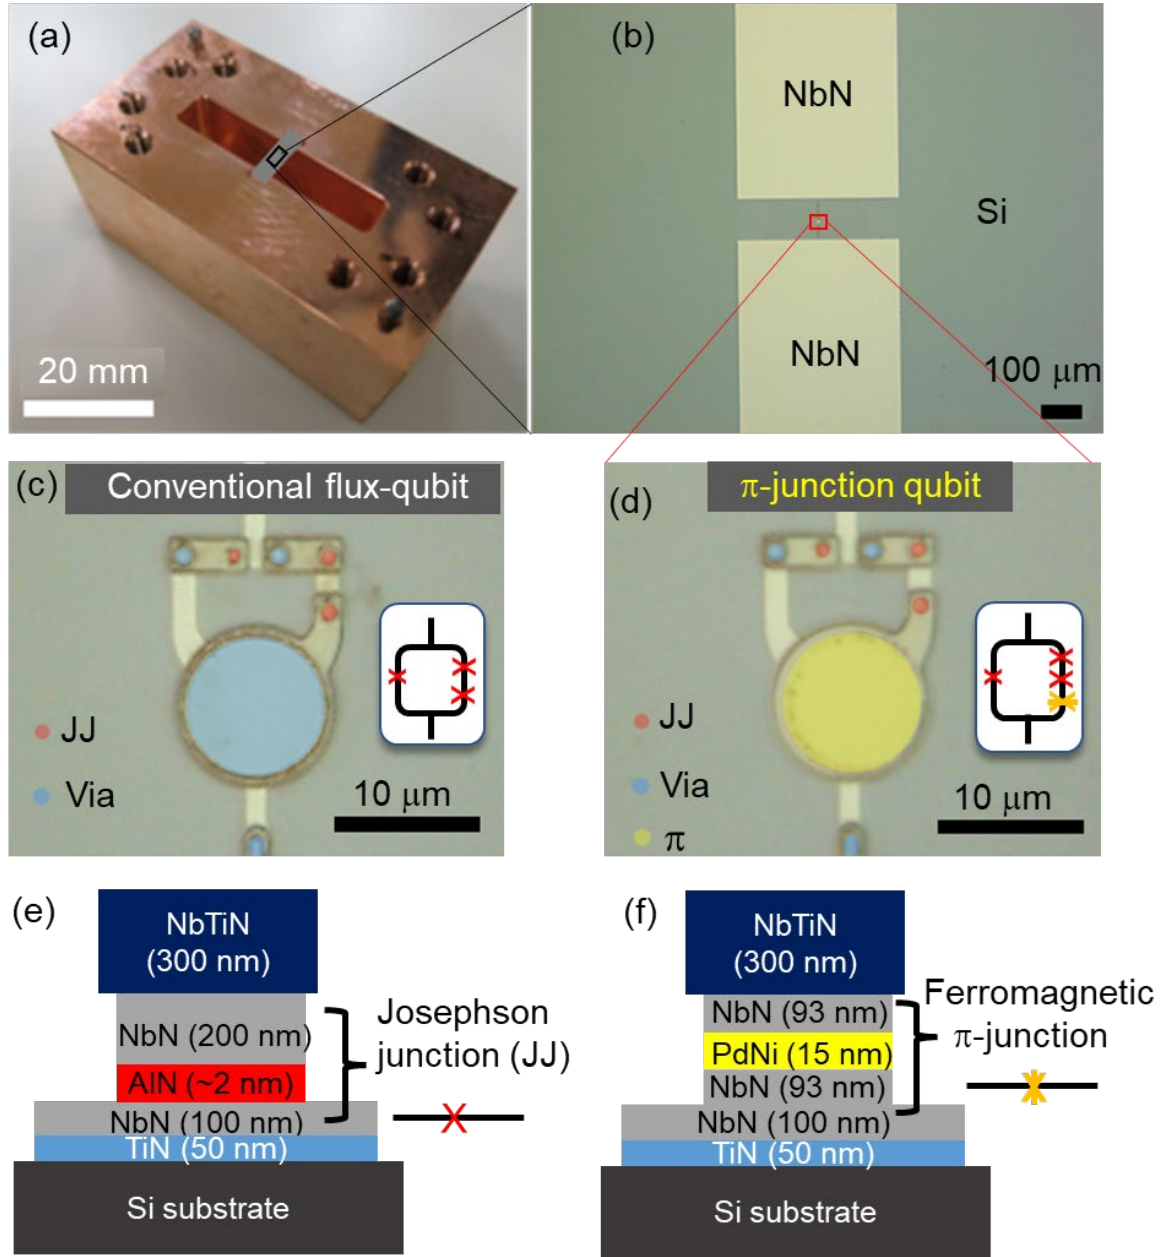 (a)
20 mm
(b)
NbN
Si
NbN
100 μm
(c)
Conventional flux-qubit
JJ
Via
10 μm
(d)
π-junction qubit
JJ
Via
π
10 μm
(e)
NbTiN
(300 nm)
NbN (200 nm)
AlN (~2 nm)
NbN (100 nm)
TiN (50 nm)
Si substrate
Josephson
junction (JJ)
(f)
NbTiN
(300 nm)
NbN (93 nm)
PdNi (15 nm)
NbN (93 nm)
NbN (100 nm)
TiN (50 nm)
Si substrate
Ferromagnetic
π-junction